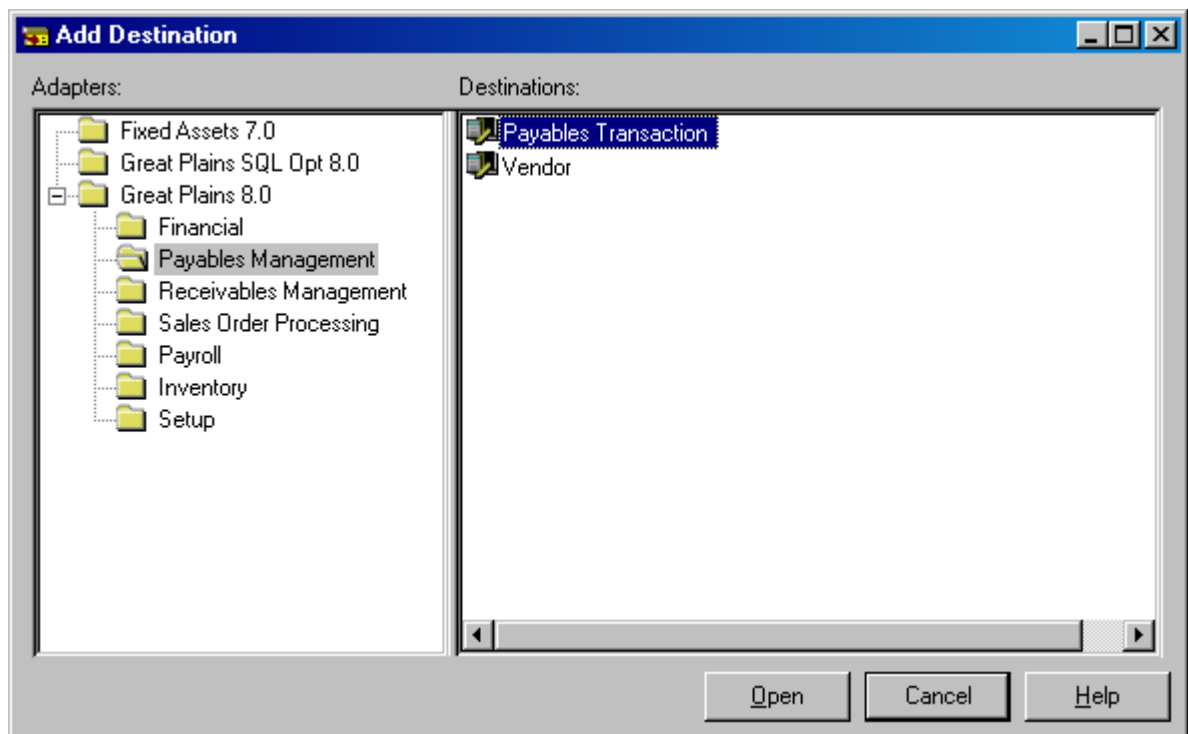 Add Destination
Adapters:
Destinations:
Fixed Assets 7.0
Great Plains SQL Opt 8.0
Great Plains 8.0
Financial
Payables Management
Receivables Management
Sales Order Processing
Payroll
Inventory
Setup
Payables Transaction
Vendor
Open
Cancel
Help